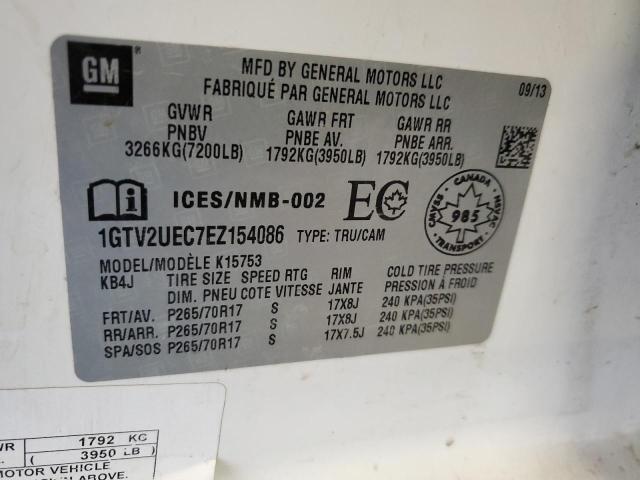 GM
MFD BY GENERAL MOTORS LLC
FABRIQUÉ PAR GENERAL MOTORS LLC
09/13
GVWR GAWR FRT GAWR RR
PNBV PNBE AV. PNBE ARR.
3266KG(7200LB) 1792KG(3950LB) 1792KG(3950LB)
ICES/NMB-002 EC
CANADA
CMVSS 985 NSVAC
CANADA
1GTV2UEC7EZ154086 TYPE: TRU/CAM
MODEL/MODÈLE K15753
KB4J TIRE SIZE SPEED RTG RIM COLD TIRE PRESSURE
DIM. PNEU COTE VITESSE JANTE PRESSION À FROID
FRT/AV. P265/70R17 S 17X8J 240 KPA(35PSI)
RR/ARR. P265/70R17 S 17X8J 240 KPA(35PSI)
SPA/SOS P265/70R17 S 17X7.5J 240 KPA(35PSI)
WR 1792 KG
3950 LB)
MOTOR VEHICLE
ABOVE.